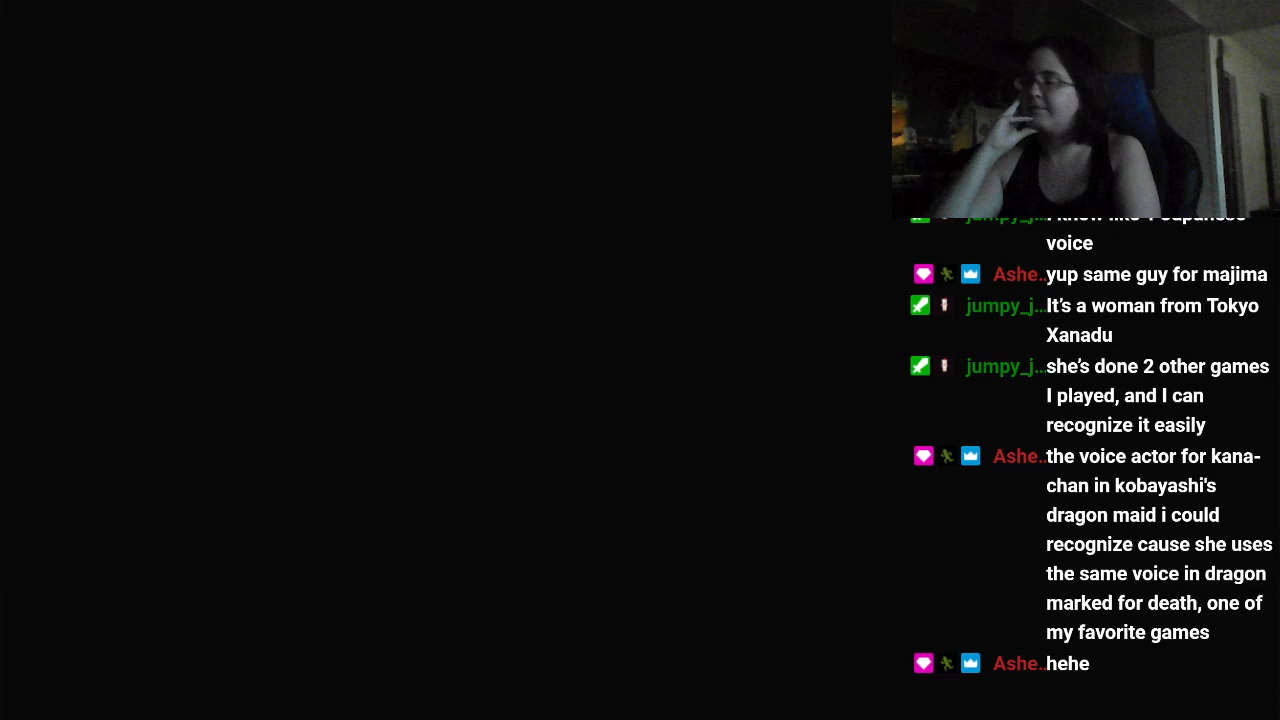 voice
Ashe.. yup same guy for majima
jumpy_j... It's a woman from Tokyo
Xanadu
jumpy_j... she's done 2 other games
I played, and I can
recognize it easily
Ashe.. the voice actor for kana-
chan in kobayashi's
dragon maid i could
recognize cause she uses
the same voice in dragon
marked for death, one of
my favorite games
Ashe.. hehe